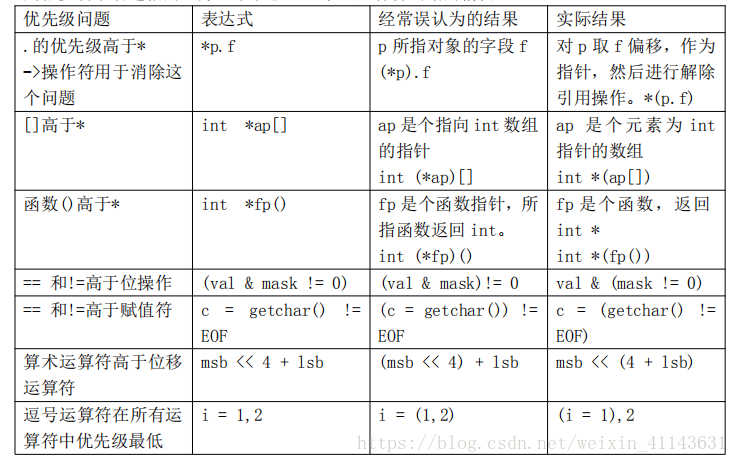 优先级问题 表达式 经常误认为的结果 实际结果
.的优先级高于* *p.f p 所指对象的字段 f 对 p 取 f 偏移，作为
->操作符用于消除这 (*p).f 指针，然后进行解除
个问题 引用操作。*(p.f)
[]高于* int *ap[] ap 是个指向 int 数组 ap 是个元素为 int
的指针 指针的数组
int (*ap)[] int *(ap[])
函数()高于* int *fp() fp 是个函数指针，所 fp 是个函数，返回
指函数返回 int。 int *
int (*fp)() int *(fp())
== 和!=高于位操作 (val & mask != 0) (val & mask)!= 0 val & (mask != 0)
== 和!=高于赋值符 c = getchar() != (c = getchar()) != c = (getchar() !=
EOF EOF EOF)
算术运算符高于位移 msb << 4 + lsb (msb << 4) + lsb msb << (4 + lsb)
运算符
逗号运算符在所有运 i = 1,2 i = (1,2) (i = 1),2
算符中优先级最低
https://blog.csdn.net/weixin_41143631